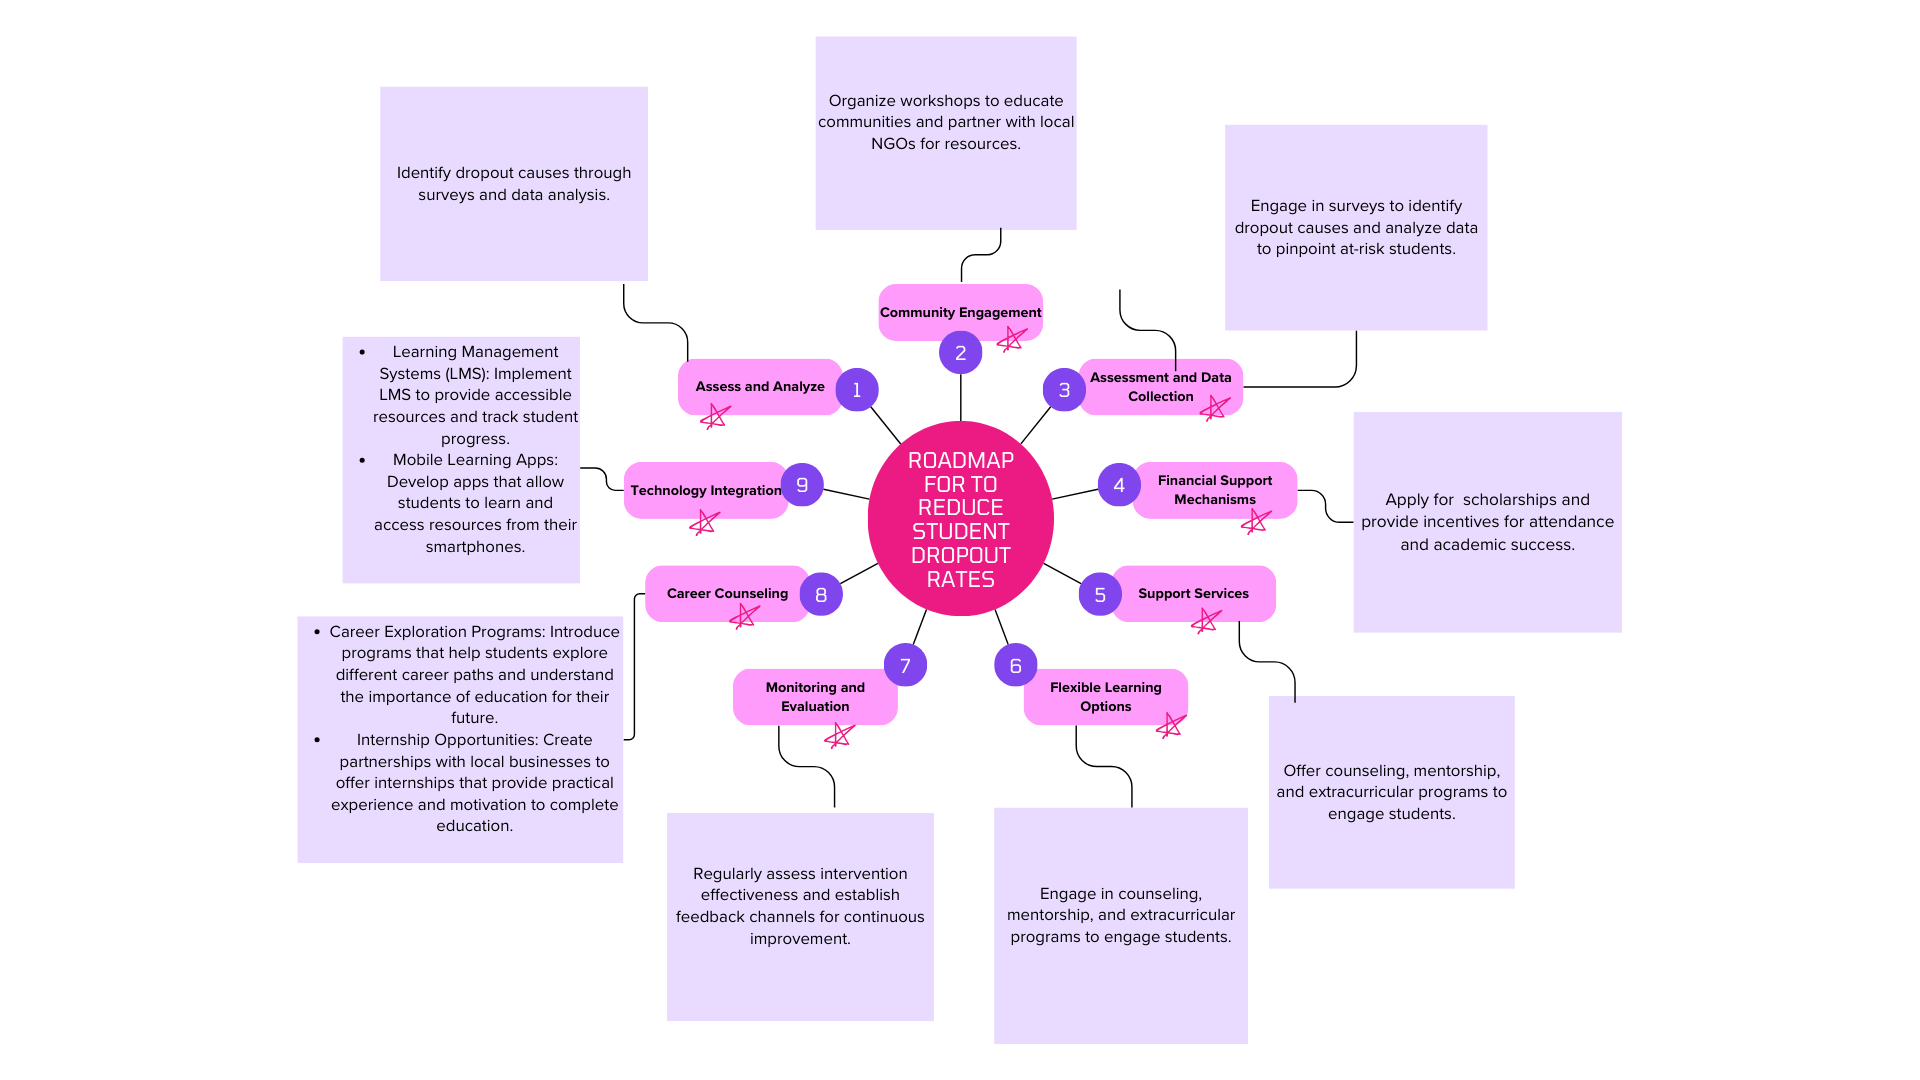 ROADMAP
FOR TO
REDUCE
STUDENT
DROPOUT
RATES
1
Assess and Analyze
Identify dropout causes through
surveys and data analysis.
2
Community Engagement
Organize workshops to educate
communities and partner with local
NGOs for resources.
3
Assessment and Data
Collection
Engage in surveys to identify
dropout causes and analyze data
to pinpoint at-risk students.
4
Financial Support
Mechanisms
Apply for  scholarships and
provide incentives for attendance
and academic success.
5
Support Services
Offer counseling, mentorship,
and extracurricular programs to
engage students.
6
Flexible Learning
Options
Engage in counseling,
mentorship, and extracurricular
programs to engage students.
7
Monitoring and
Evaluation
Regularly assess intervention
effectiveness and establish
feedback channels for continuous
improvement.
8
Career Counseling
• Career Exploration Programs: Introduce
programs that help students explore
different career paths and understand
the importance of education for their
future.
• Internship Opportunities: Create
partnerships with local businesses to
offer internships that provide practical
experience and motivation to complete
education.
9
Technology Integration
• Learning Management
Systems (LMS): Implement
LMS to provide accessible
resources and track student
progress.
• Mobile Learning Apps:
Develop apps that allow
students to learn and
access resources from their
smartphones.